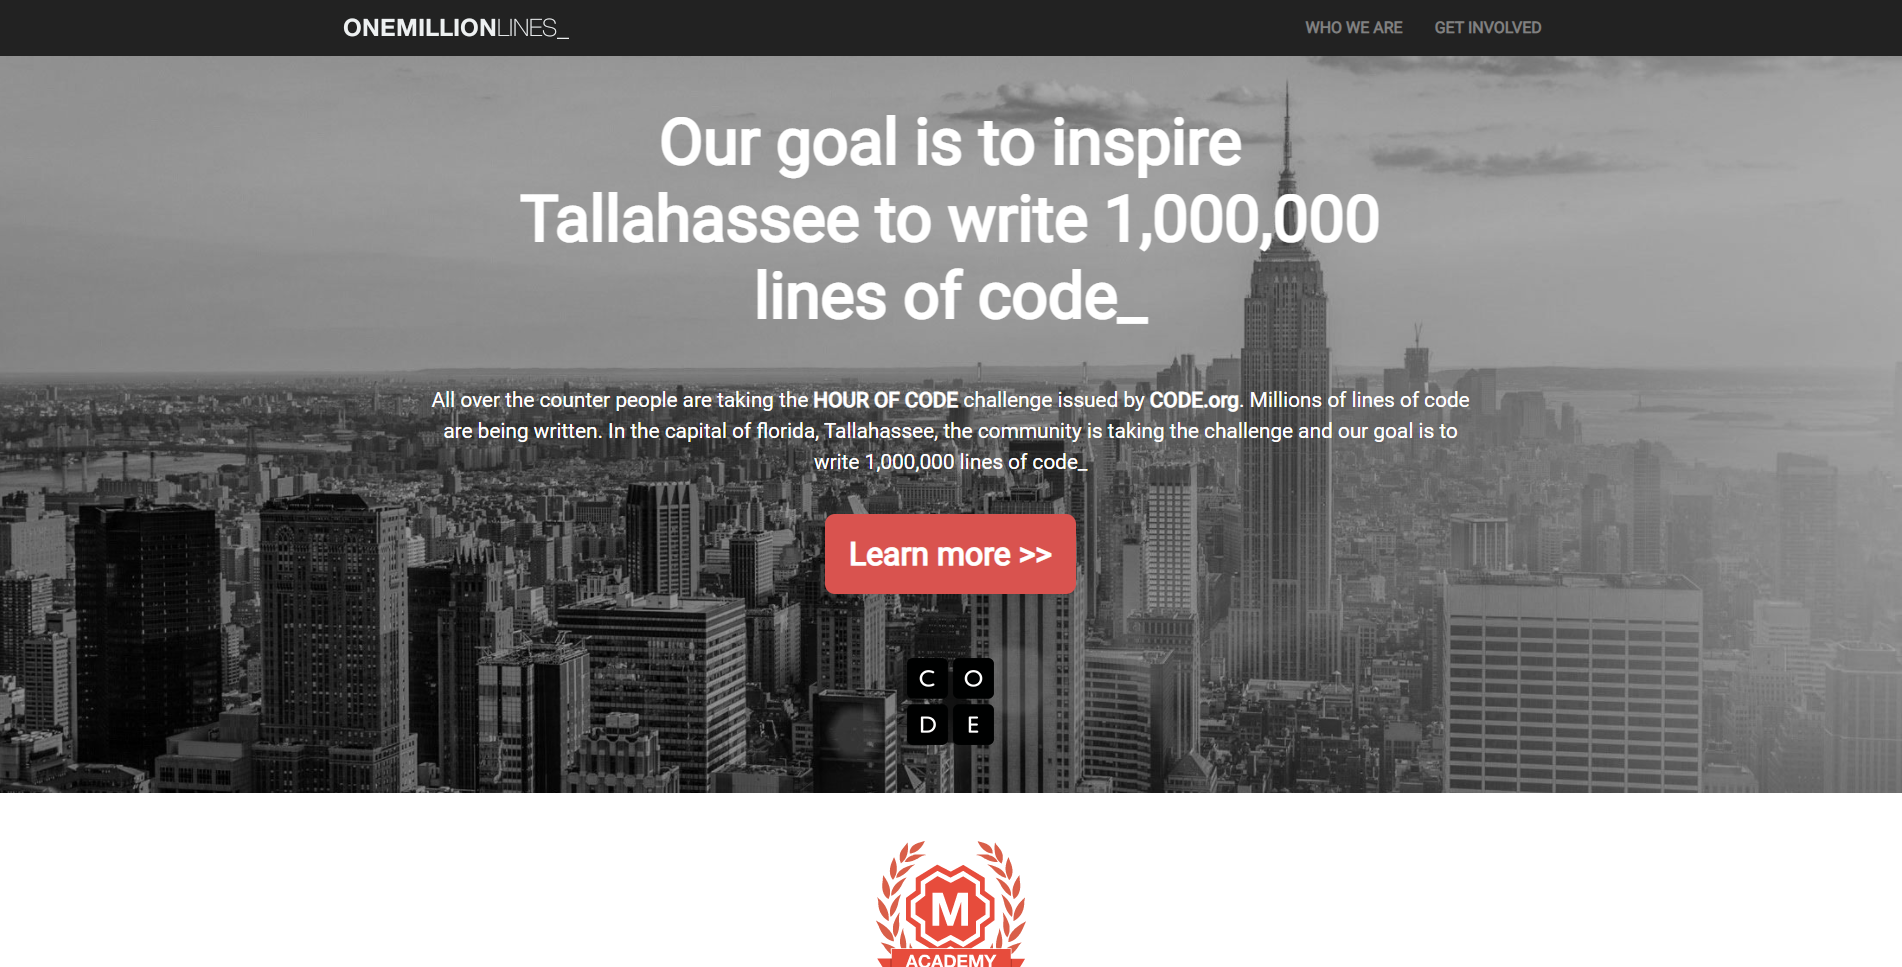 ONEMILLIONLINES_
WHO WE ARE
GET INVOLVED
Our goal is to inspire
Tallahassee to write 1,000,000
lines of code_
All over the counter people are taking the HOUR OF CODE challenge issued by CODE.org. Millions of lines of code
are being written. In the capital of florida, Tallahassee, the community is taking the challenge and our goal is to
write 1,000,000 lines of code_
Learn more >>
C O
D E
M
ACADEMY